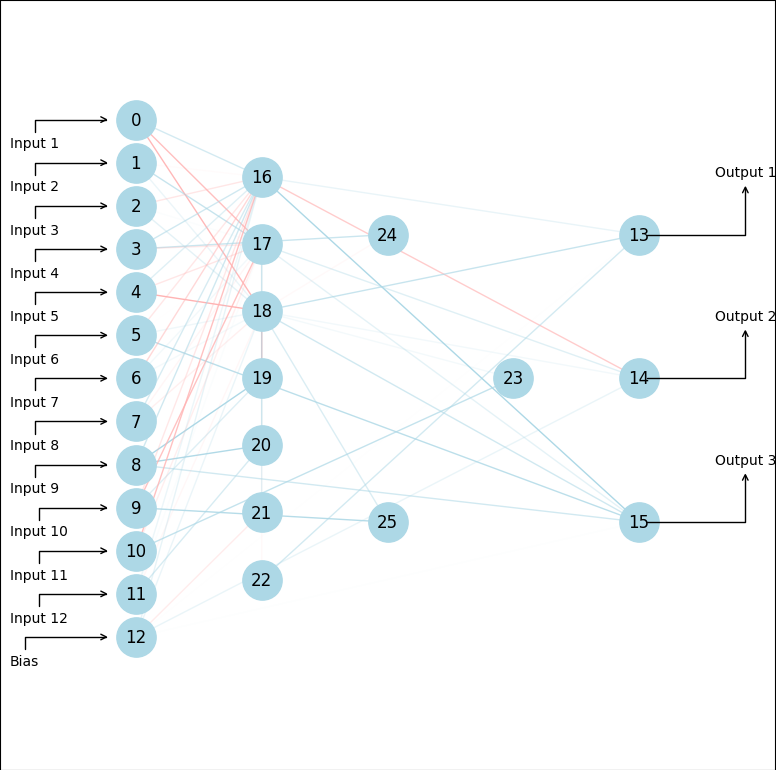 0
Input 1
1
Input 2
2
Input 3
3
Input 4
4
Input 5
5
Input 6
6
Input 7
7
Input 8
8
Input 9
9
Input 10
10
Input 11
11
Input 12
12
Bias
16
17
18
19
20
21
22
24
25
23
13
14
15
Output 1
Output 2
Output 3